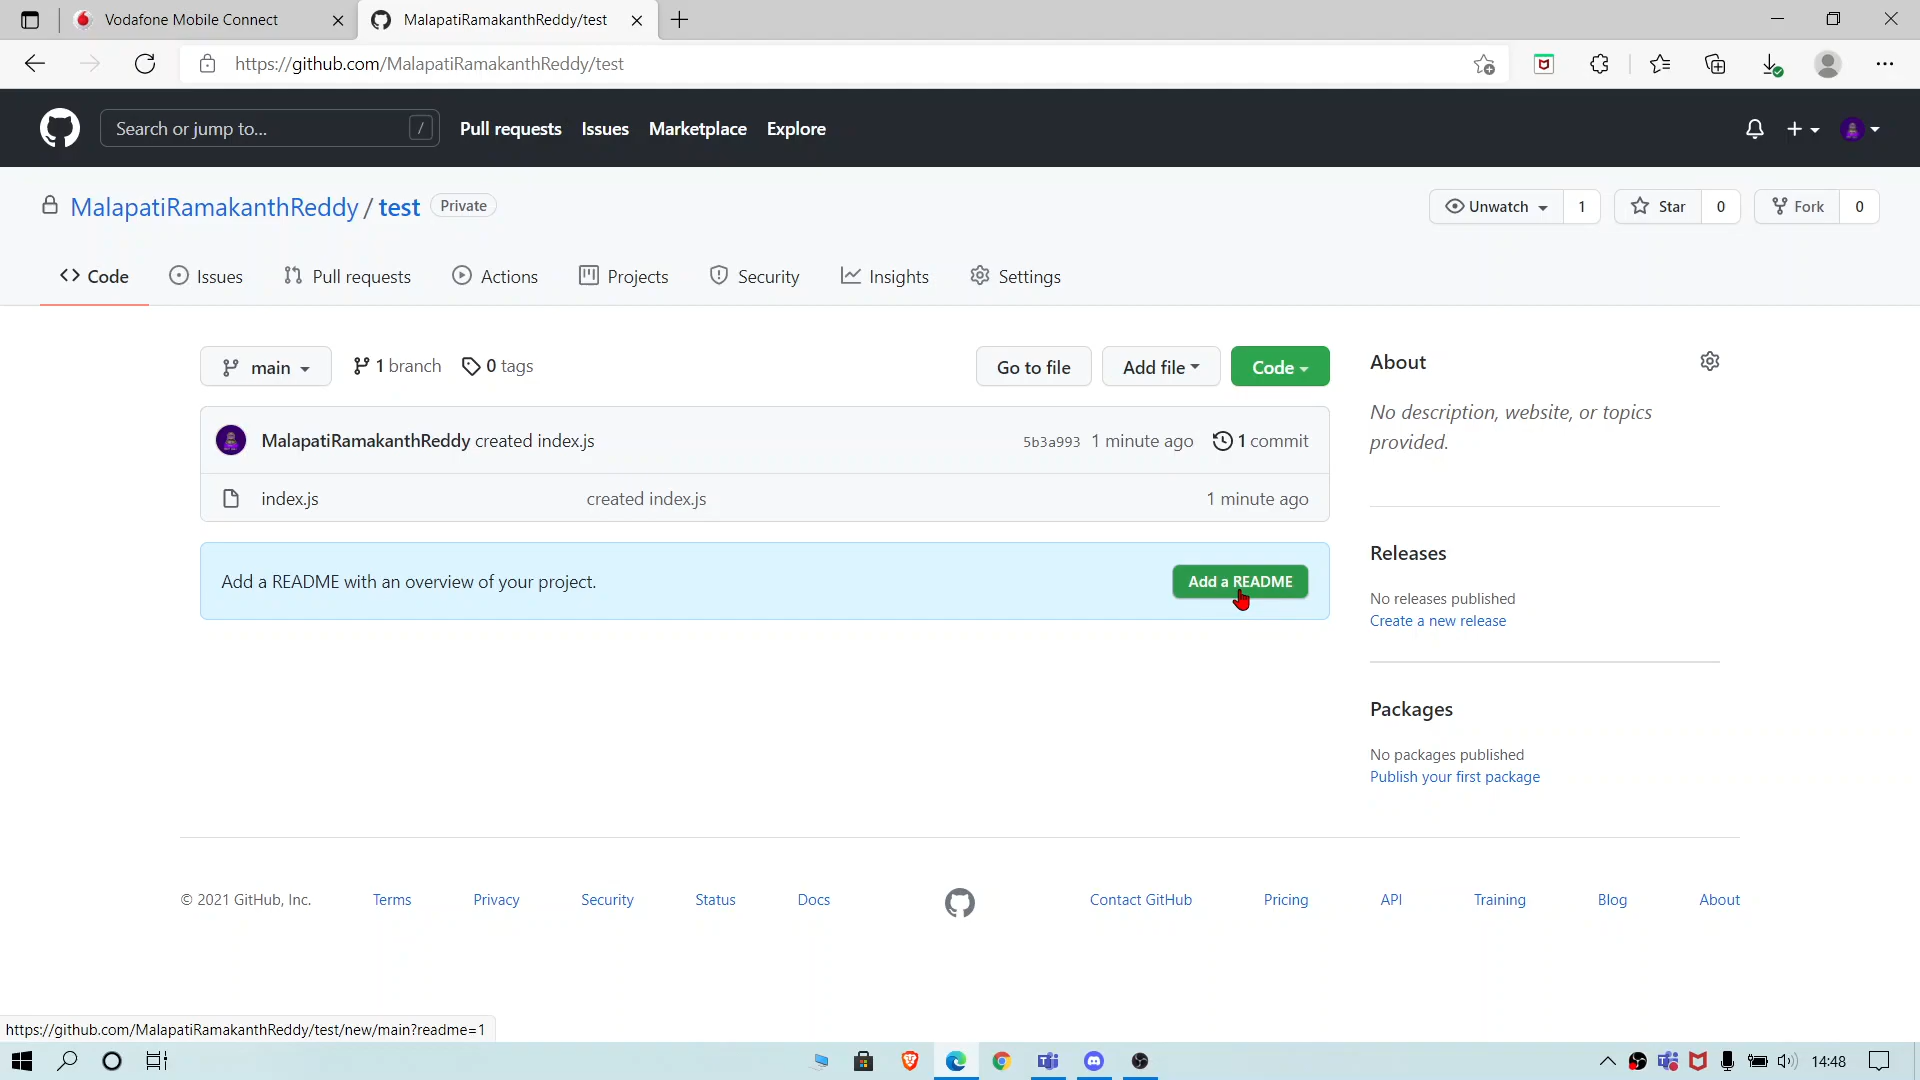 Vodafone Mobile Connect
MalapatiRamakanthReddy/test
https://github.com/MalapatiRamakanthReddy/test
Search or jump to... /
Pull requests Issues Marketplace Explore
MalapatiRamakanthReddy / test Private
Unwatch 1 Star 0 Fork 0
Code Issues Pull requests Actions Projects Security Insights Settings
main 1 branch 0 tags Go to file Add file Code
MalapatiRamakanthReddy created index.js 5b3a993 1 minute ago 1 commit
index.js created index.js 1 minute ago
Add a README with an overview of your project. Add a README
About
No description, website, or topics
provided.
Releases
No releases published
Create a new release
Packages
No packages published
Publish your first package
© 2021 GitHub, Inc. Terms Privacy Security Status Docs Contact GitHub Pricing API Training Blog About
https://github.com/MalapatiRamakanthReddy/test/new/main?readme=1
14:48